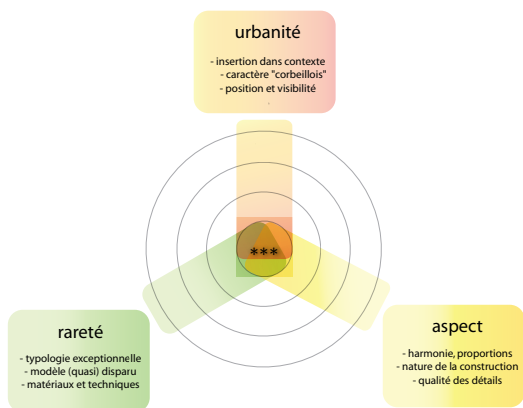 urbanité
- insertion dans contexte
- caractère "corbeillois"
- position et visibilité
-
***
rareté
- typologie exceptionnelle
- modèle (quasi) disparu
- matériaux et techniques
aspect
- harmonie, proportions
- nature de la construction
- qualité des détails